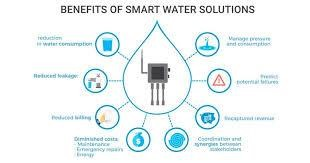 BENEFITS OF SMART WATER SOLUTIONS
reduction
in water consumption
Manage pressure
and consumption
Reduced leakage:
Predict
potential failures
Reduced billing
Recaptured revenue
Diminished costs:
- Maintenance
- Emergency repairs
- Energy
Coordination and
synergies between
stakeholders